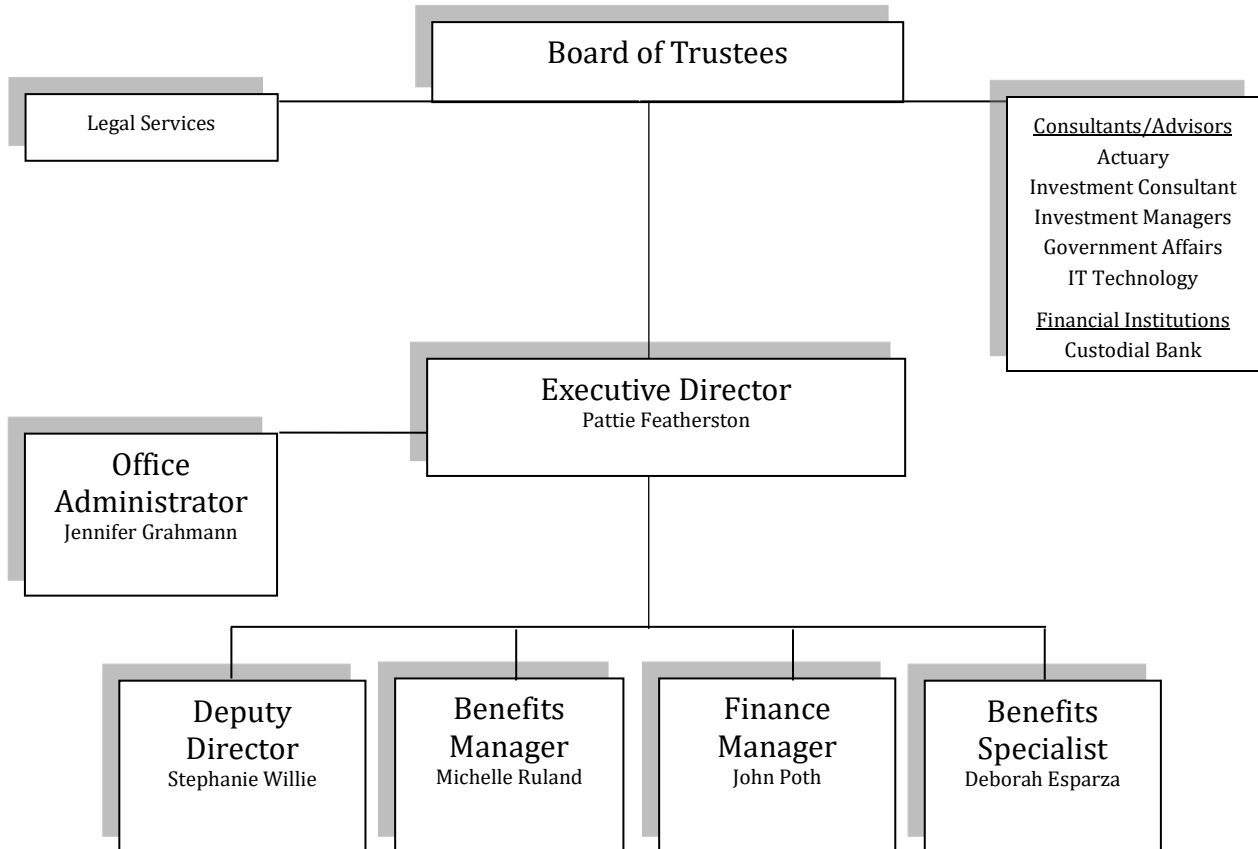 Board of Trustees
Legal Services
Consultants/Advisors
Actuary
Investment Consultant
Investment Managers
Government Affairs
IT Technology
Financial Institutions
Custodial Bank
Executive Director
Pattie Featherston
Office
Administrator
Jennifer Grahmann
Deputy
Director
Stephanie Willie
Benefits
Manager
Michelle Ruland
Finance
Manager
John Poth
Benefits
Specialist
Deborah Esparza